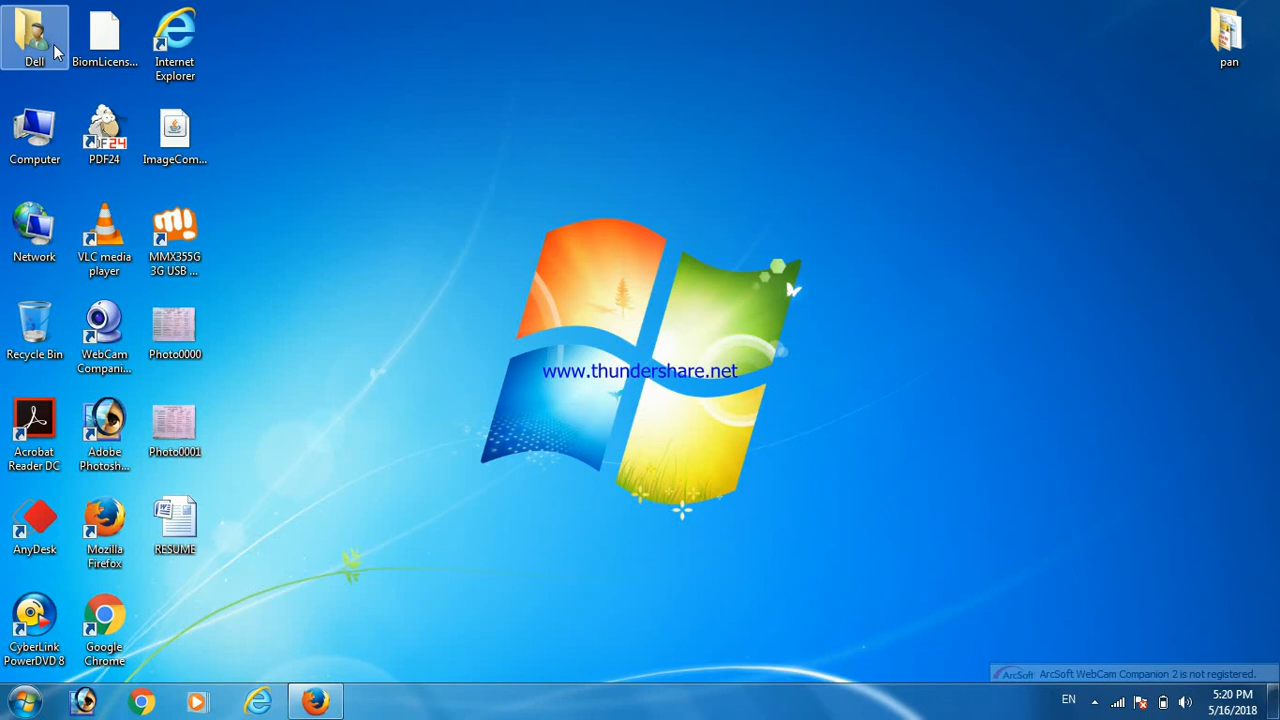 Dell
BiomLicens...
Internet
Explorer
pan
Computer
PDF24
ImageCom...
Network
VLC media
player
MMX355G
3G USB ...
Recycle Bin
WebCam
Compani...
Photo0000
www.thundershare.net
Acrobat
Reader DC
Adobe
Photosh...
Photo0001
AnyDesk
Mozilla
Firefox
RESUME
CyberLink
PowerDVD 8
Google
Chrome
ArcSoft ArcSoft WebCam Companion 2 is not registered.
EN
5:20 PM
5/16/2018